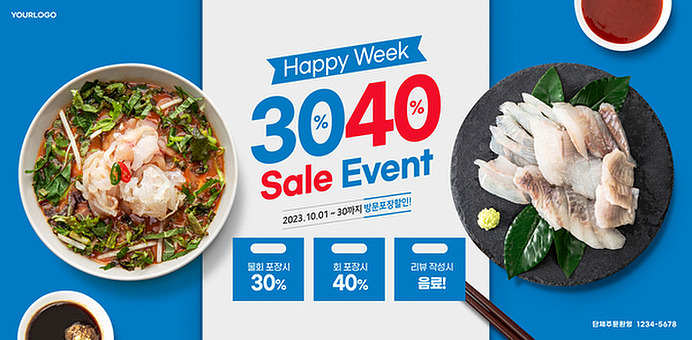 YOURLOGO
Happy Week
30% 40%
Sale Event
2023.10.01 ~ 30까지 방문포장할인!
물회 포장시
30%
회 포장시
40%
리뷰 작성시
음료!
단체주문환영 1234-5678